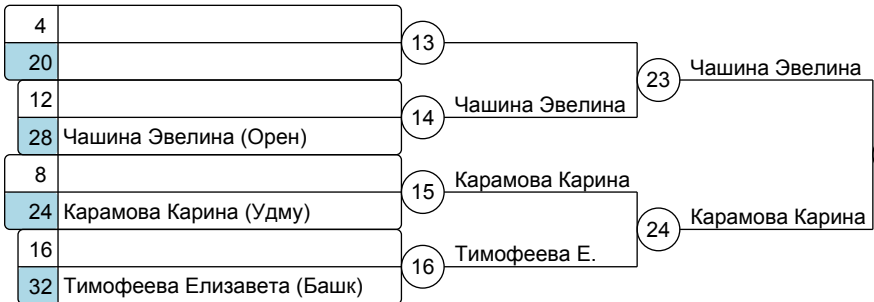 4
20
13
12
28 Чашина Эвелина (Орен)
14
Чашина Эвелина
23
Чашина Эвелина
8
24 Карамова Карина (Удму)
15
Карамова Карина
16
32 Тимофеева Елизавета (Башк)
16
Тимофеева Е.
24
Карамова Карина